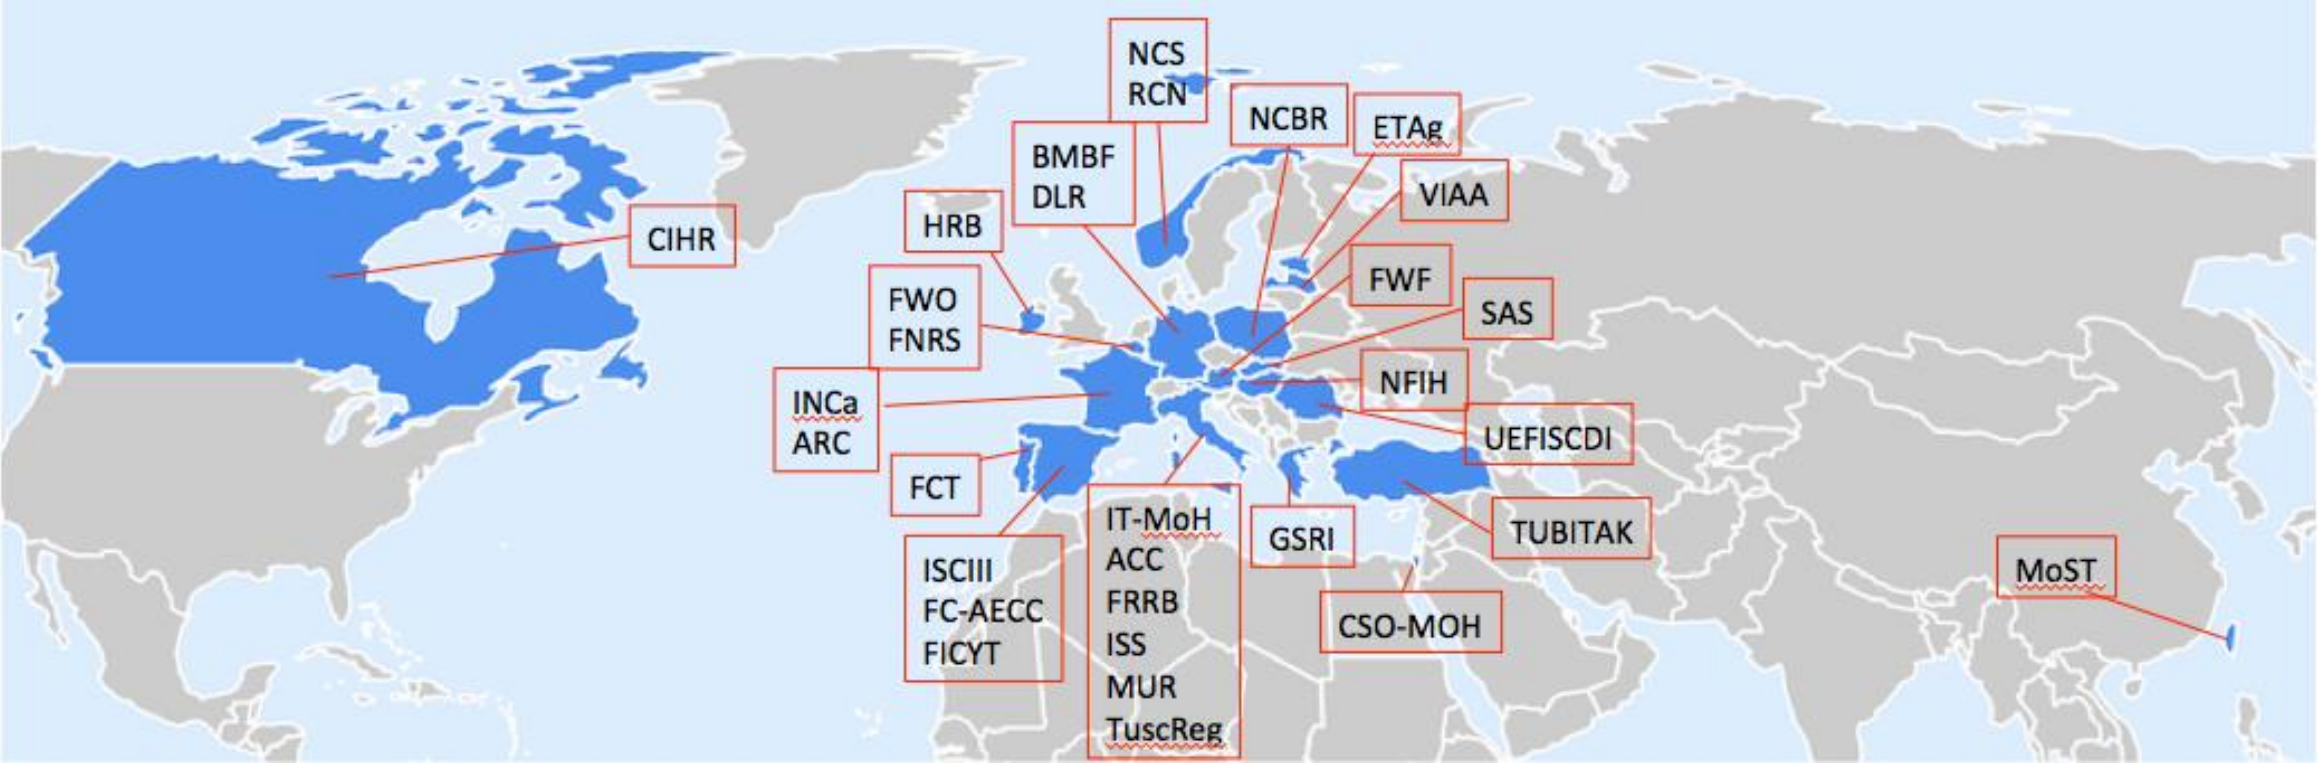 NCS
RCN
NCBR
ETAg
BMBF
DLR
VIAA
HRB
CIHR
FWO
FNRS
FWF
SAS
INCa
ARC
NFIH
UEFISCDI
FCT
IT-MoH
ACC
FRRB
ISS
MUR
TuscReg
GSRI
TUBITAK
ISCIII
FC-AECC
FICYT
CSO-MOH
MoST